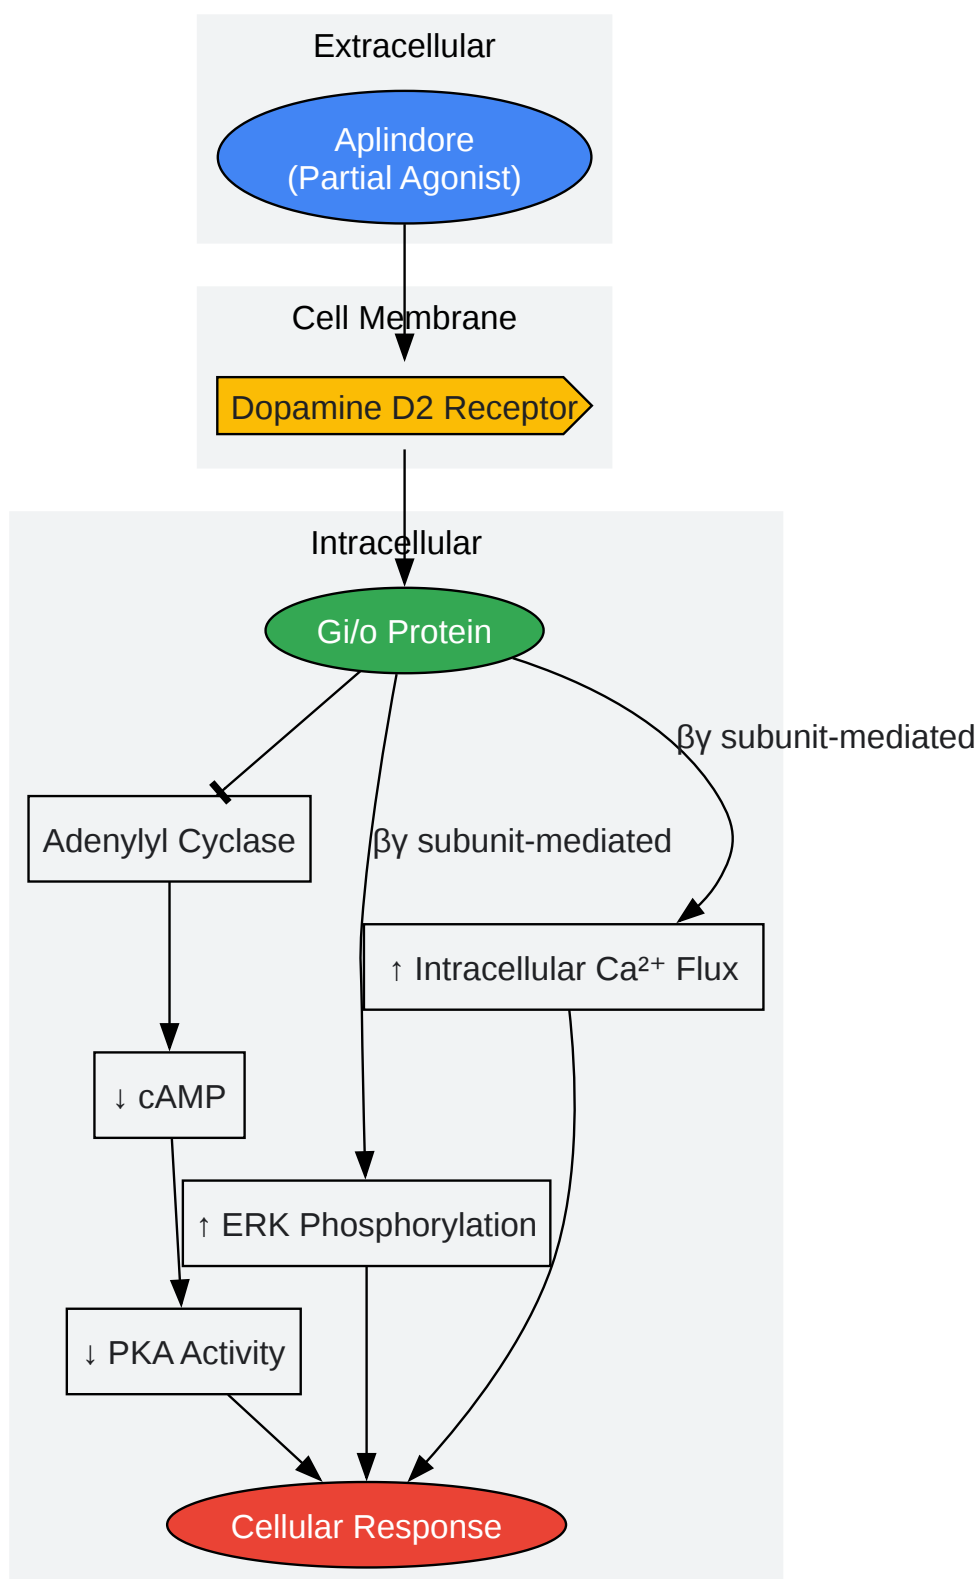 Extracellular
Aplindore
(Partial Agonist)
Cell Membrane
Dopamine D2 Receptor
Intracellular
Gi/o Protein
βγ subunit-mediated
Adenylyl Cyclase
βγ subunit-mediated
↑ Intracellular Ca²⁺ Flux
↓ cAMP
↑ ERK Phosphorylation
↓ PKA Activity
Cellular Response